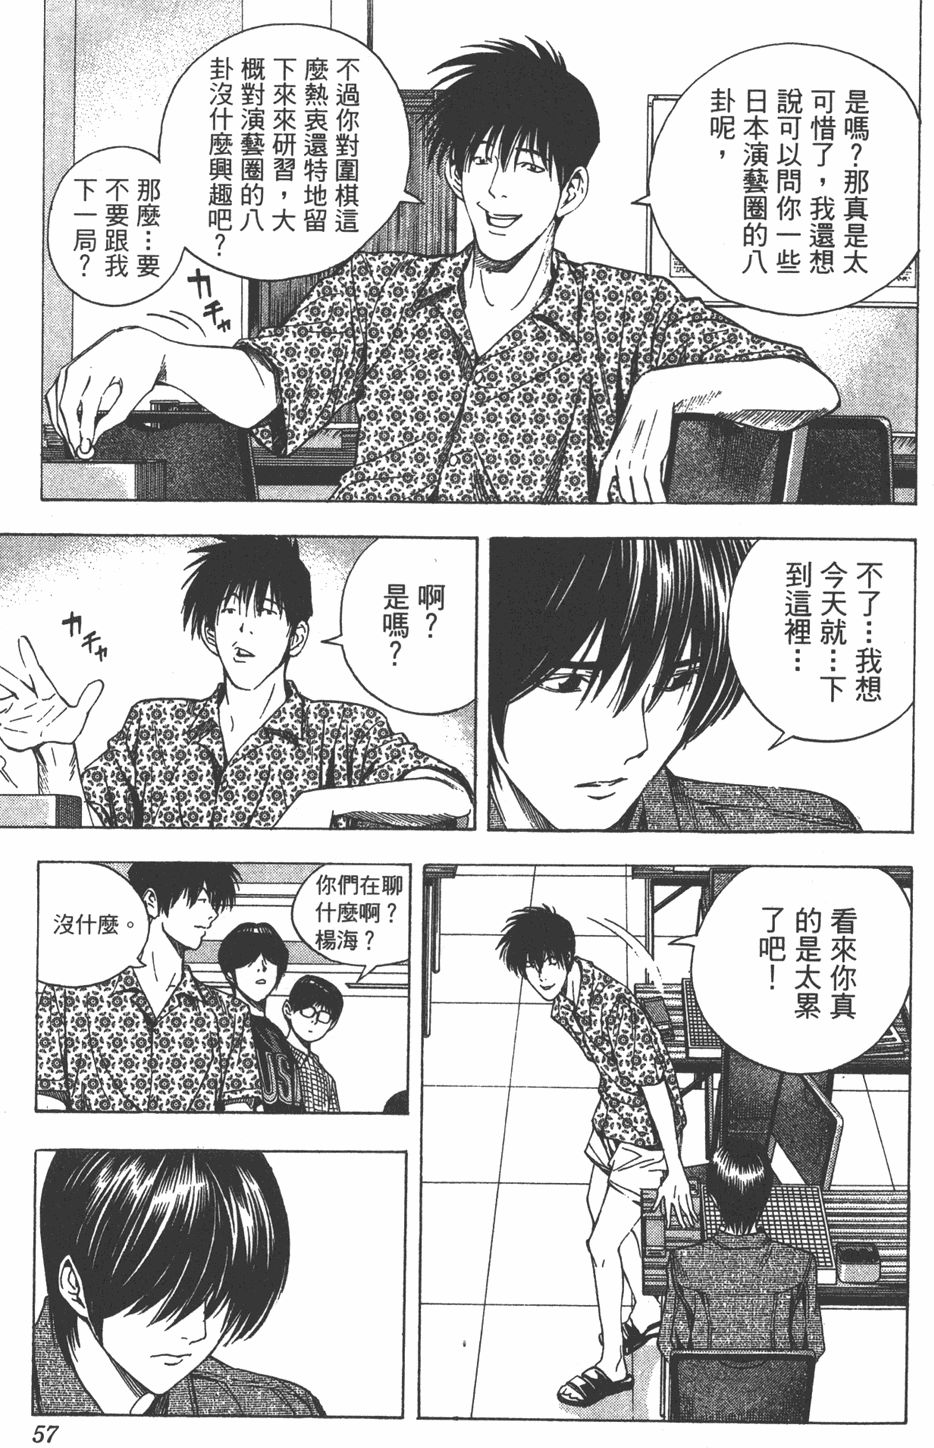 是嗎？那真是太
可惜了，我還想
說可以問你一些
日本演藝圈的八
卦呢，
不過你對圍棋這
麼熱衷還特地留
下來來研習，大
概對演藝圈的八
卦沒什麼興趣吧？
那麼…要
不要跟我
下一局？
カチャ
不了…我想
今天就…下
到這裡…
啊？
是嗎？
カチャ
看來你真
的是太累
了吧！
你們在聊
什麼啊？
楊海？
沒什麼。
57